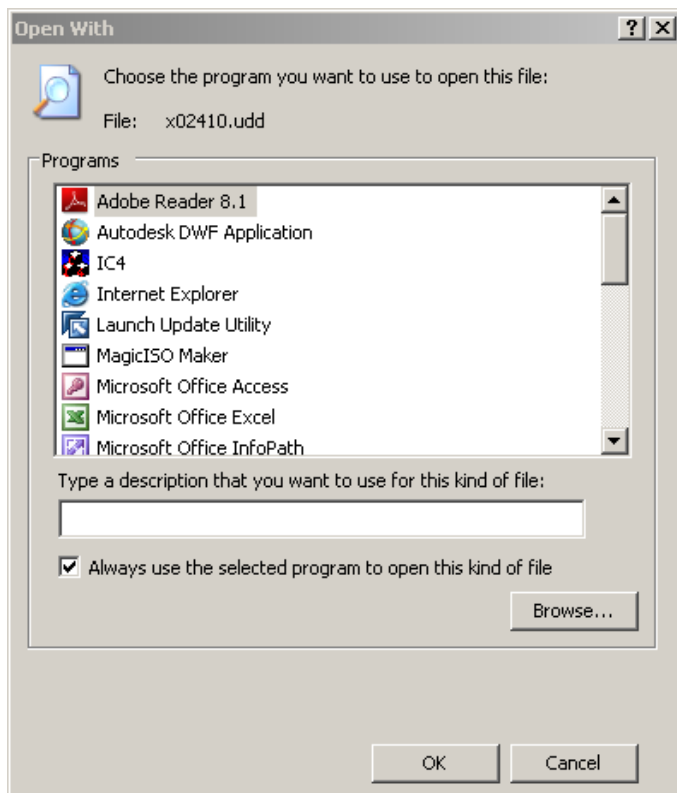 Open With
Choose the program you want to use to open this file:
File: x02410.udd
Programs
Adobe Reader 8.1
Autodesk DWF Application
IC4
Internet Explorer
Launch Update Utility
MagicISO Maker
Microsoft Office Access
Microsoft Office Excel
Microsoft Office InfoPath
Type a description that you want to use for this kind of file:
Always use the selected program to open this kind of file
Browse...
OK Cancel